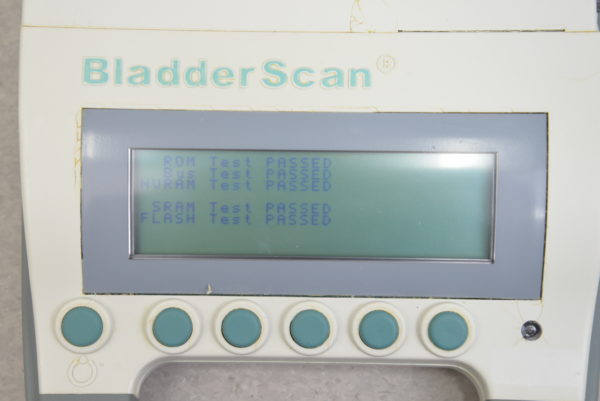 BladderScan®
ROM Test PASSED
Bus Test PASSED
NVRAM Test PASSED
SRAM Test PASSED
FLASH Test PASSED